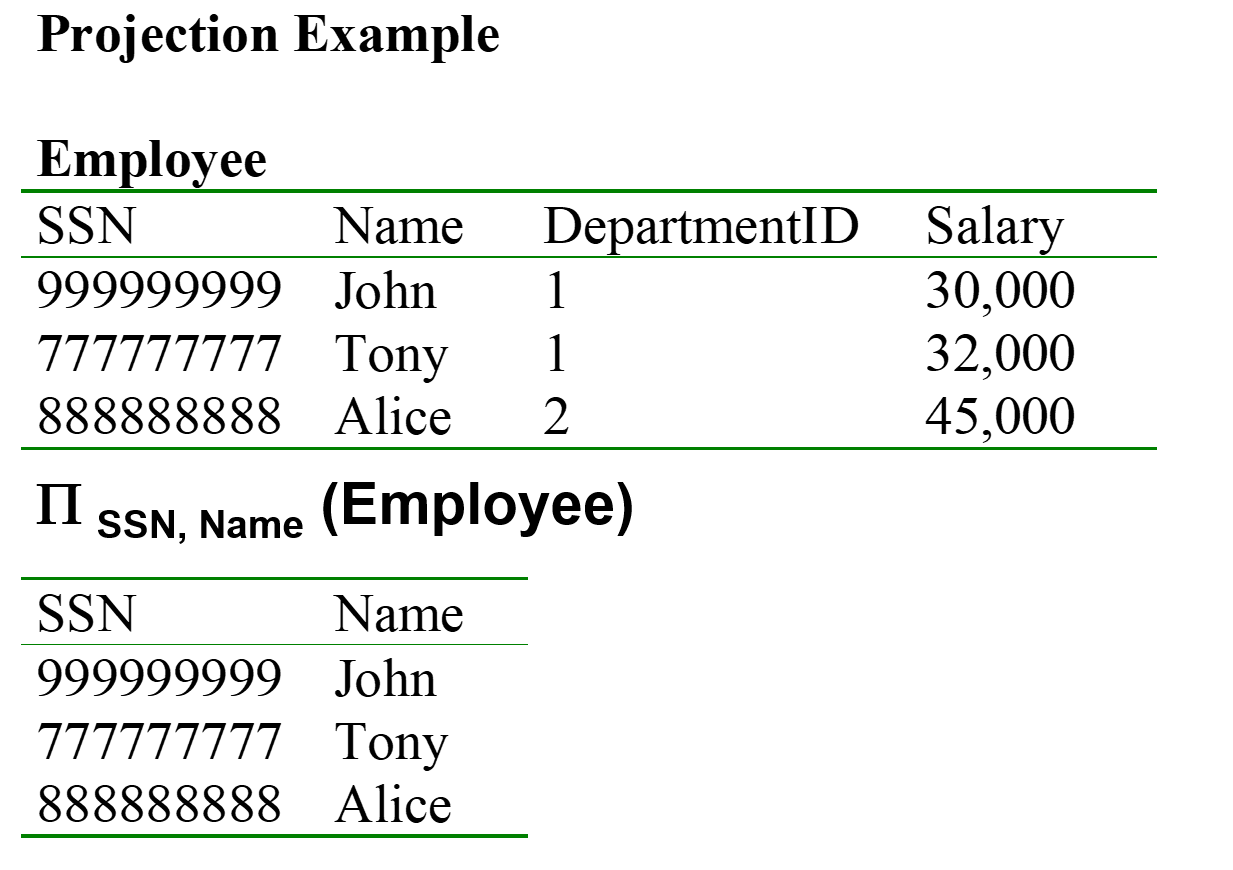 Projection Example
Employee
SSN Name DepartmentID Salary
999999999 John 1 30,000
777777777 Tony 1 32,000
888888888 Alice 2 45,000
Π SSN, Name (Employee)
SSN Name
999999999 John
777777777 Tony
888888888 Alice